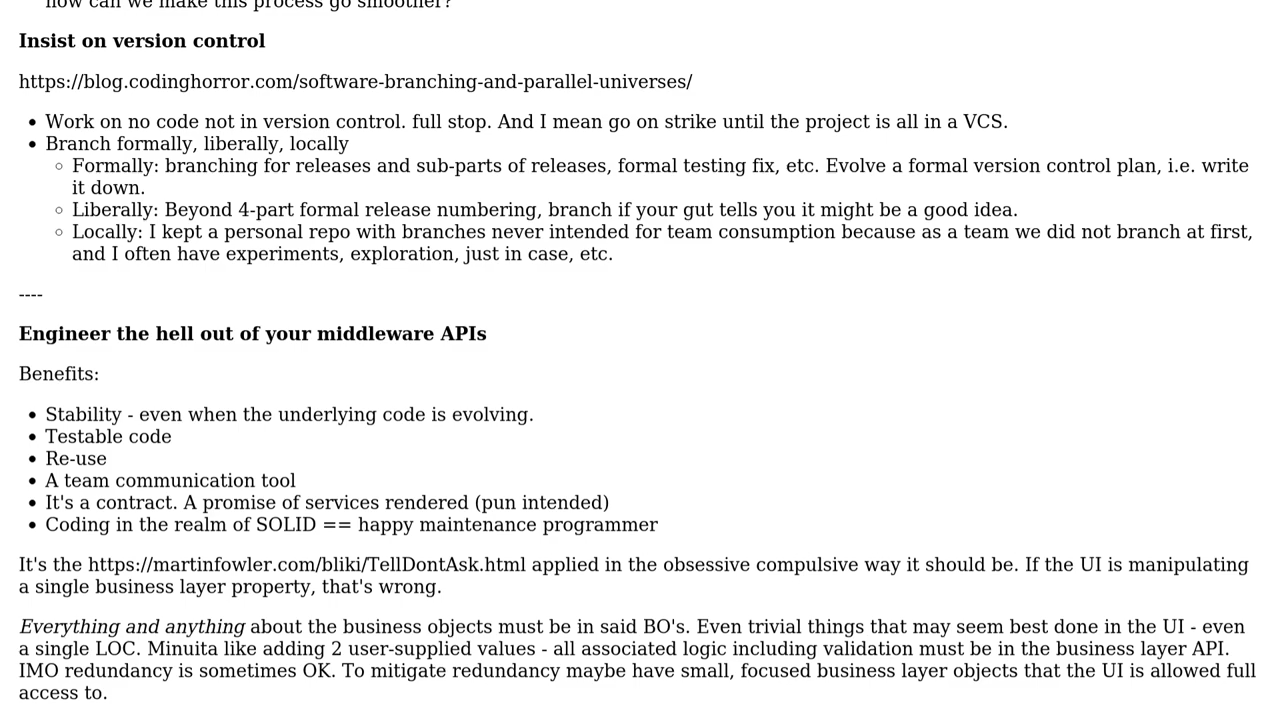 how can we make this process go smoother?
Insist on version control
https://blog.codinghorror.com/software-branching-and-parallel-universes/
• Work on no code not in version control. full stop. And I mean go on strike until the project is all in a VCS.
• Branch formally, liberally, locally
◦ Formally: branching for releases and sub-parts of releases, formal testing fix, etc. Evolve a formal version control plan, i.e. write
it down.
◦ Liberally: Beyond 4-part formal release numbering, branch if your gut tells you it might be a good idea.
◦ Locally: I kept a personal repo with branches never intended for team consumption because as a team we did not branch at first,
and I often have experiments, exploration, just in case, etc.
----
Engineer the hell out of your middleware APIs
Benefits:
• Stability - even when the underlying code is evolving.
• Testable code
• Re-use
• A team communication tool
• It's a contract. A promise of services rendered (pun intended)
• Coding in the realm of SOLID == happy maintenance programmer
It's the https://martinfowler.com/bliki/TellDontAsk.html applied in the obsessive compulsive way it should be. If the UI is manipulating
a single business layer property, that's wrong.
Everything and anything about the business objects must be in said BO's. Even trivial things that may seem best done in the UI - even
a single LOC. Minuita like adding 2 user-supplied values - all associated logic including validation must be in the business layer API.
IMO redundancy is sometimes OK. To mitigate redundancy maybe have small, focused business layer objects that the UI is allowed full
access to.